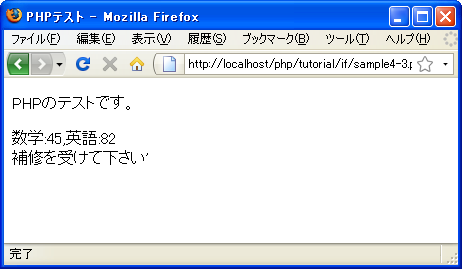 PHPテスト - Mozilla Firefox
ファイル(F) 編集(E) 表示(V) 履歴(S) ブックマーク(B) ツール(T) ヘルプ(H)
http://localhost/php/tutorial/if/sample4-3.p
PHPのテストです。
数学:45,英語:82
補修を受けて下さい'
完了